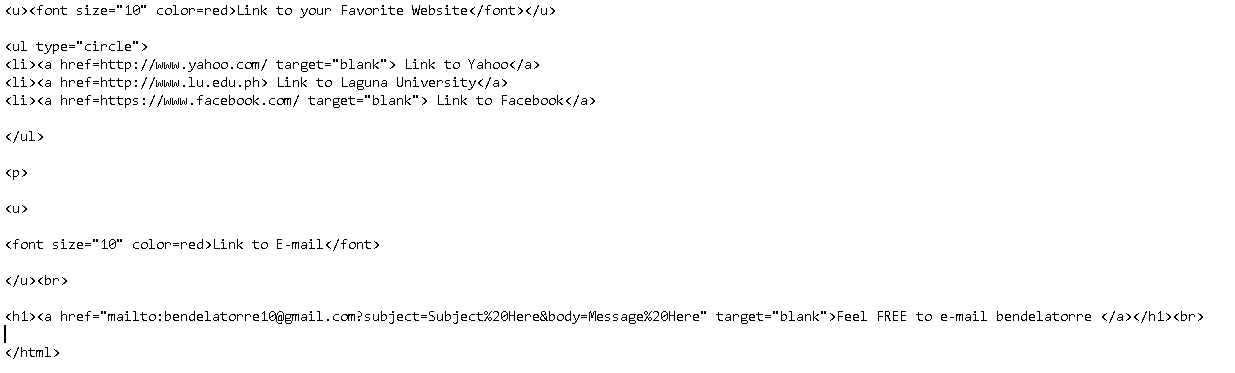 <u><font size="10" color=red>Link to your Favorite Website</font></u>
<ul type="circle">
<li><a href=http://www.yahoo.com/ target="blank"> Link to Yahoo</a>
<li><a href=http://www.lu.edu.ph> Link to Laguna University</a>
<li><a href=https://www.facebook.com/ target="blank"> Link to Facebook</a>
</ul>
<p>
<u>
<font size="10" color=red>Link to E-mail</font>
</u><br>
<h1><a href="mailto:bendelatorre10@gmail.com?subject=Subject%20Here&body=Message%20Here" target="blank">Feel FREE to e-mail bendelatorre </a></h1><br>
</html>